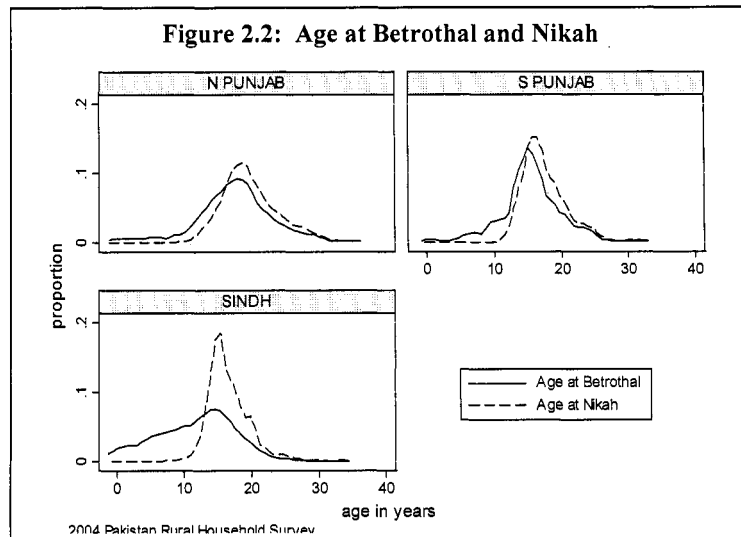 Figure 2.2: Age at Betrothal and Nikah
N PUNJAB
S PUNJAB
.2
.1
0
0 10 20 30 40
SINDH
.2
.1
0
0 10 20 30 40
proportion
age in years
Age at Betrothal
Age at Nikah
2004 Pakistan Rural Household Survey